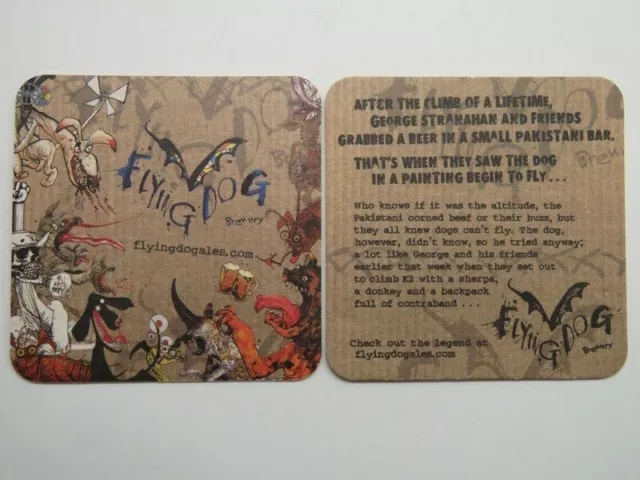 FLYING DOG
Brewery
flyingdogales.com
AFTER THE CLIMB OF A LIFETIME,
GEORGE STRANAHAN AND FRIENDS
GRABBED A BEER IN A SMALL PAKISTANI BAR.
THAT'S WHEN THEY SAW THE DOG
IN A PAINTING BEGIN TO FLY...
Who knows if it was the altitude, the
Pakistani corned beef or their buzz, but
they all knew dogs can't fly. The dog,
however, didn't know, so he tried anyway;
a lot like George and his friends
earlier that week when they set out
to climb K2 with a sherpa,
a donkey and a backpack
full of contraband ...
FLYING DOG
Brewery
Check out the legend at
flyingdogales.com